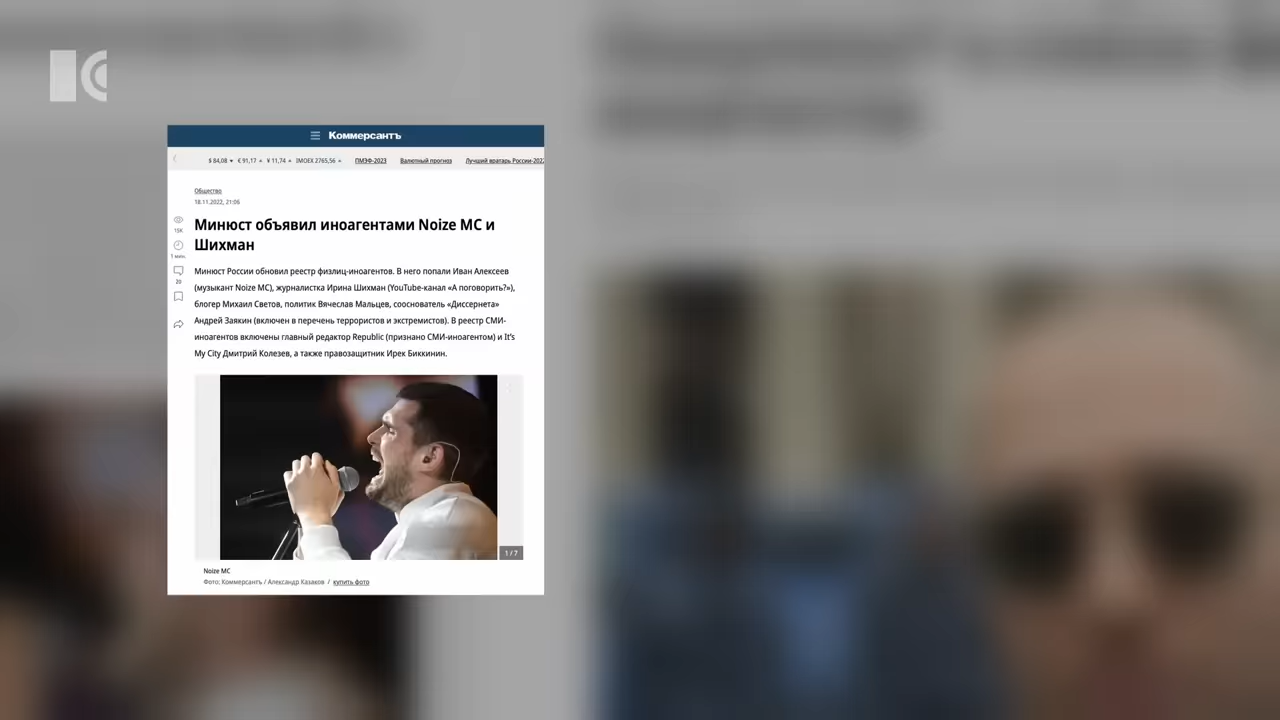 Коммерсантъ
$ 84,08 € 91,17 ¥ 11,74 IMOEX 2765,56 ПМЭФ-2023 Валютный прогноз Лучший вратарь России-2022
Общество
18.11.2022, 21:06
Минюст объявил иноагентами Noize MC и
Шихман
15K
1 мин.
20
Минюст России обновил реестр физлиц-иноагентов. В него попали Иван Алексеев
(музыкант Noize MC), журналистка Ирина Шихман (YouTube-канал «А поговорить?»),
блогер Михаил Светов, политик Вячеслав Мальцев, сооснователь «Диссернета»
Андрей Заякин (включен в перечень террористов и экстремистов). В реестр СМИ-
иноагентов включены главный редактор Republic (признано СМИ-иноагентом) и It's
My City Дмитрий Колезев, а также правозащитник Ирек Биккинин.
1 / 7
Noize MC
Фото: Коммерсантъ / Александр Казаков / купить фото